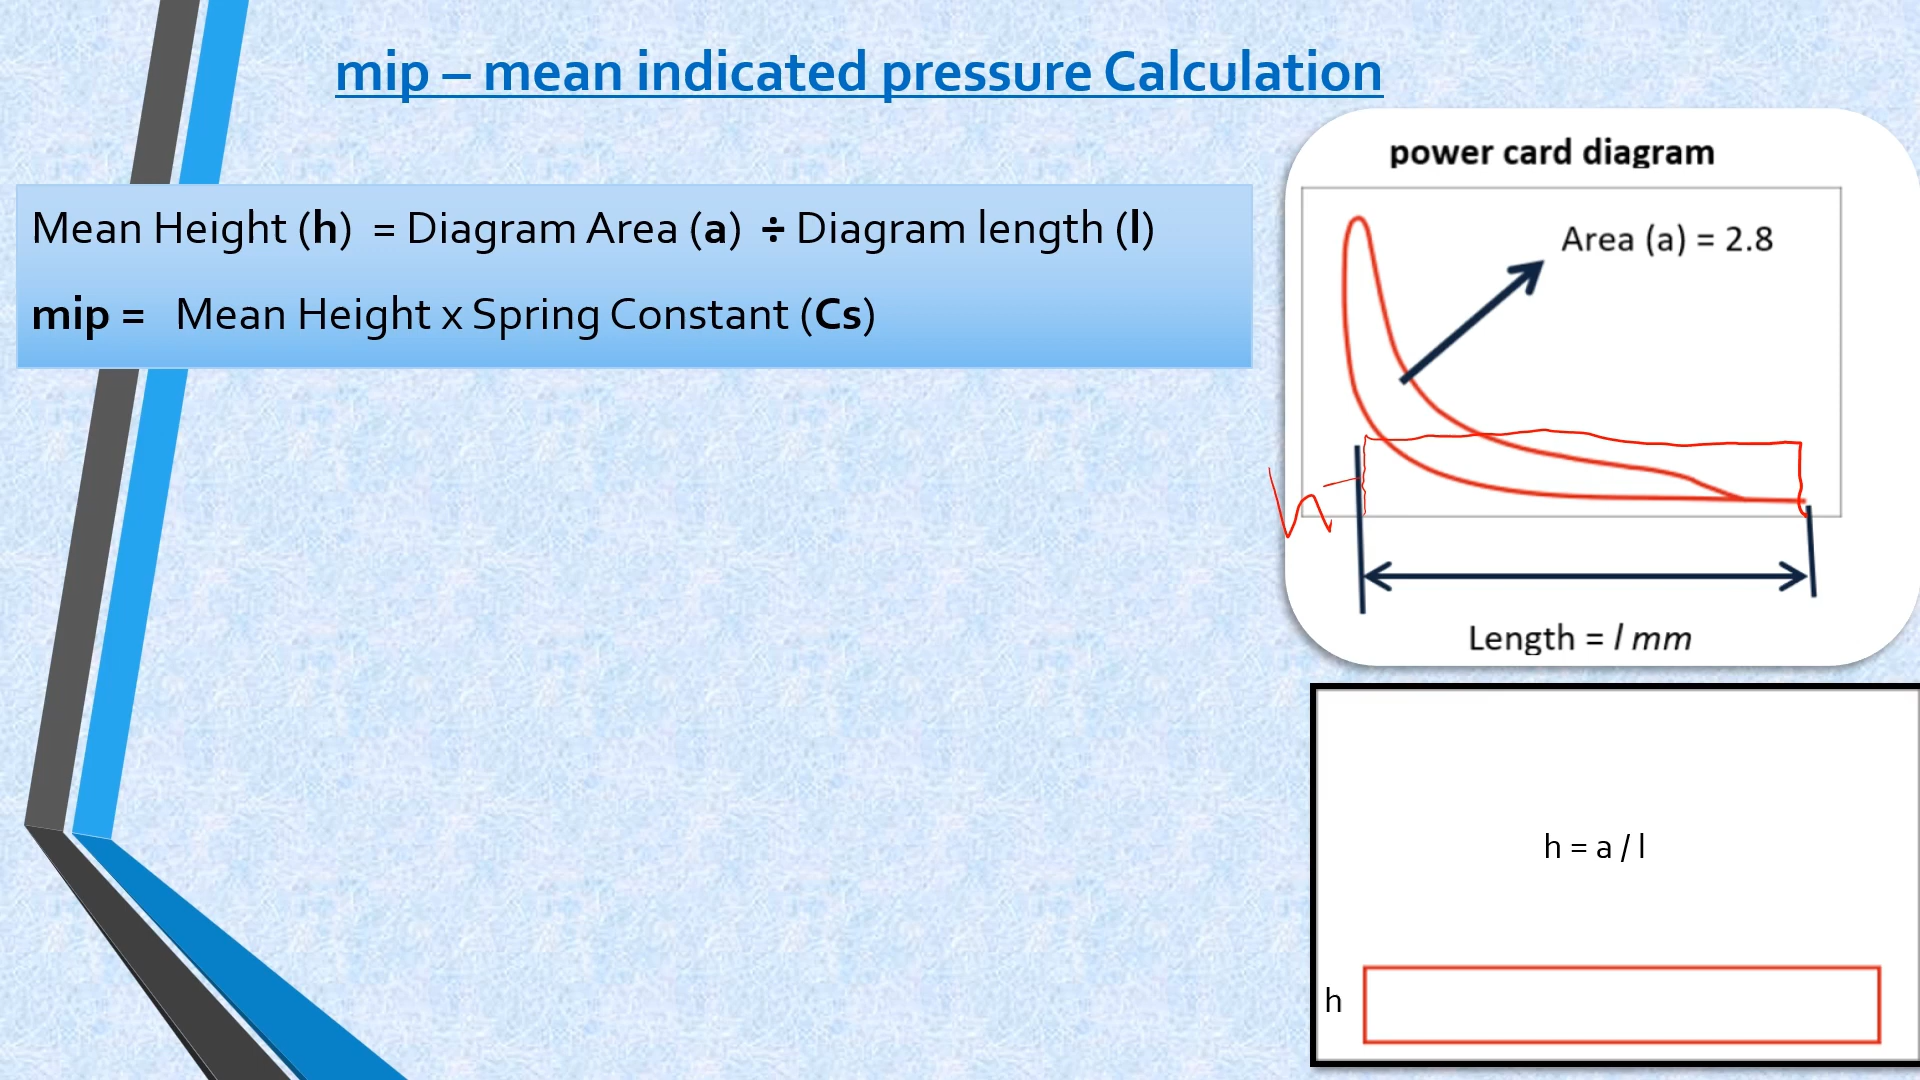 mip – mean indicated pressure Calculation
Mean Height (h) = Diagram Area (a) ÷ Diagram length (l)
mip = Mean Height x Spring Constant (Cs)
power card diagram
Area (a) = 2.8
h
Length = l mm
h = a / l
h